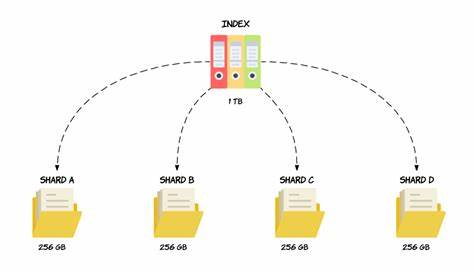 INDEX
1 TB
SHARD A
SHARD B
SHARD C
SHARD D
256 GB
256 GB
256 GB
256 GB